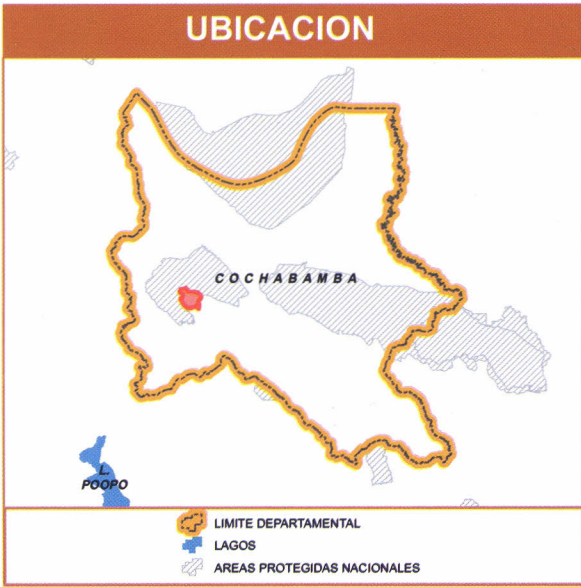 UBICACION
COCHABAMBA
L.
POOPO
LIMITE DEPARTAMENTAL
LAGOS
AREAS PROTEGIDAS NACIONALES